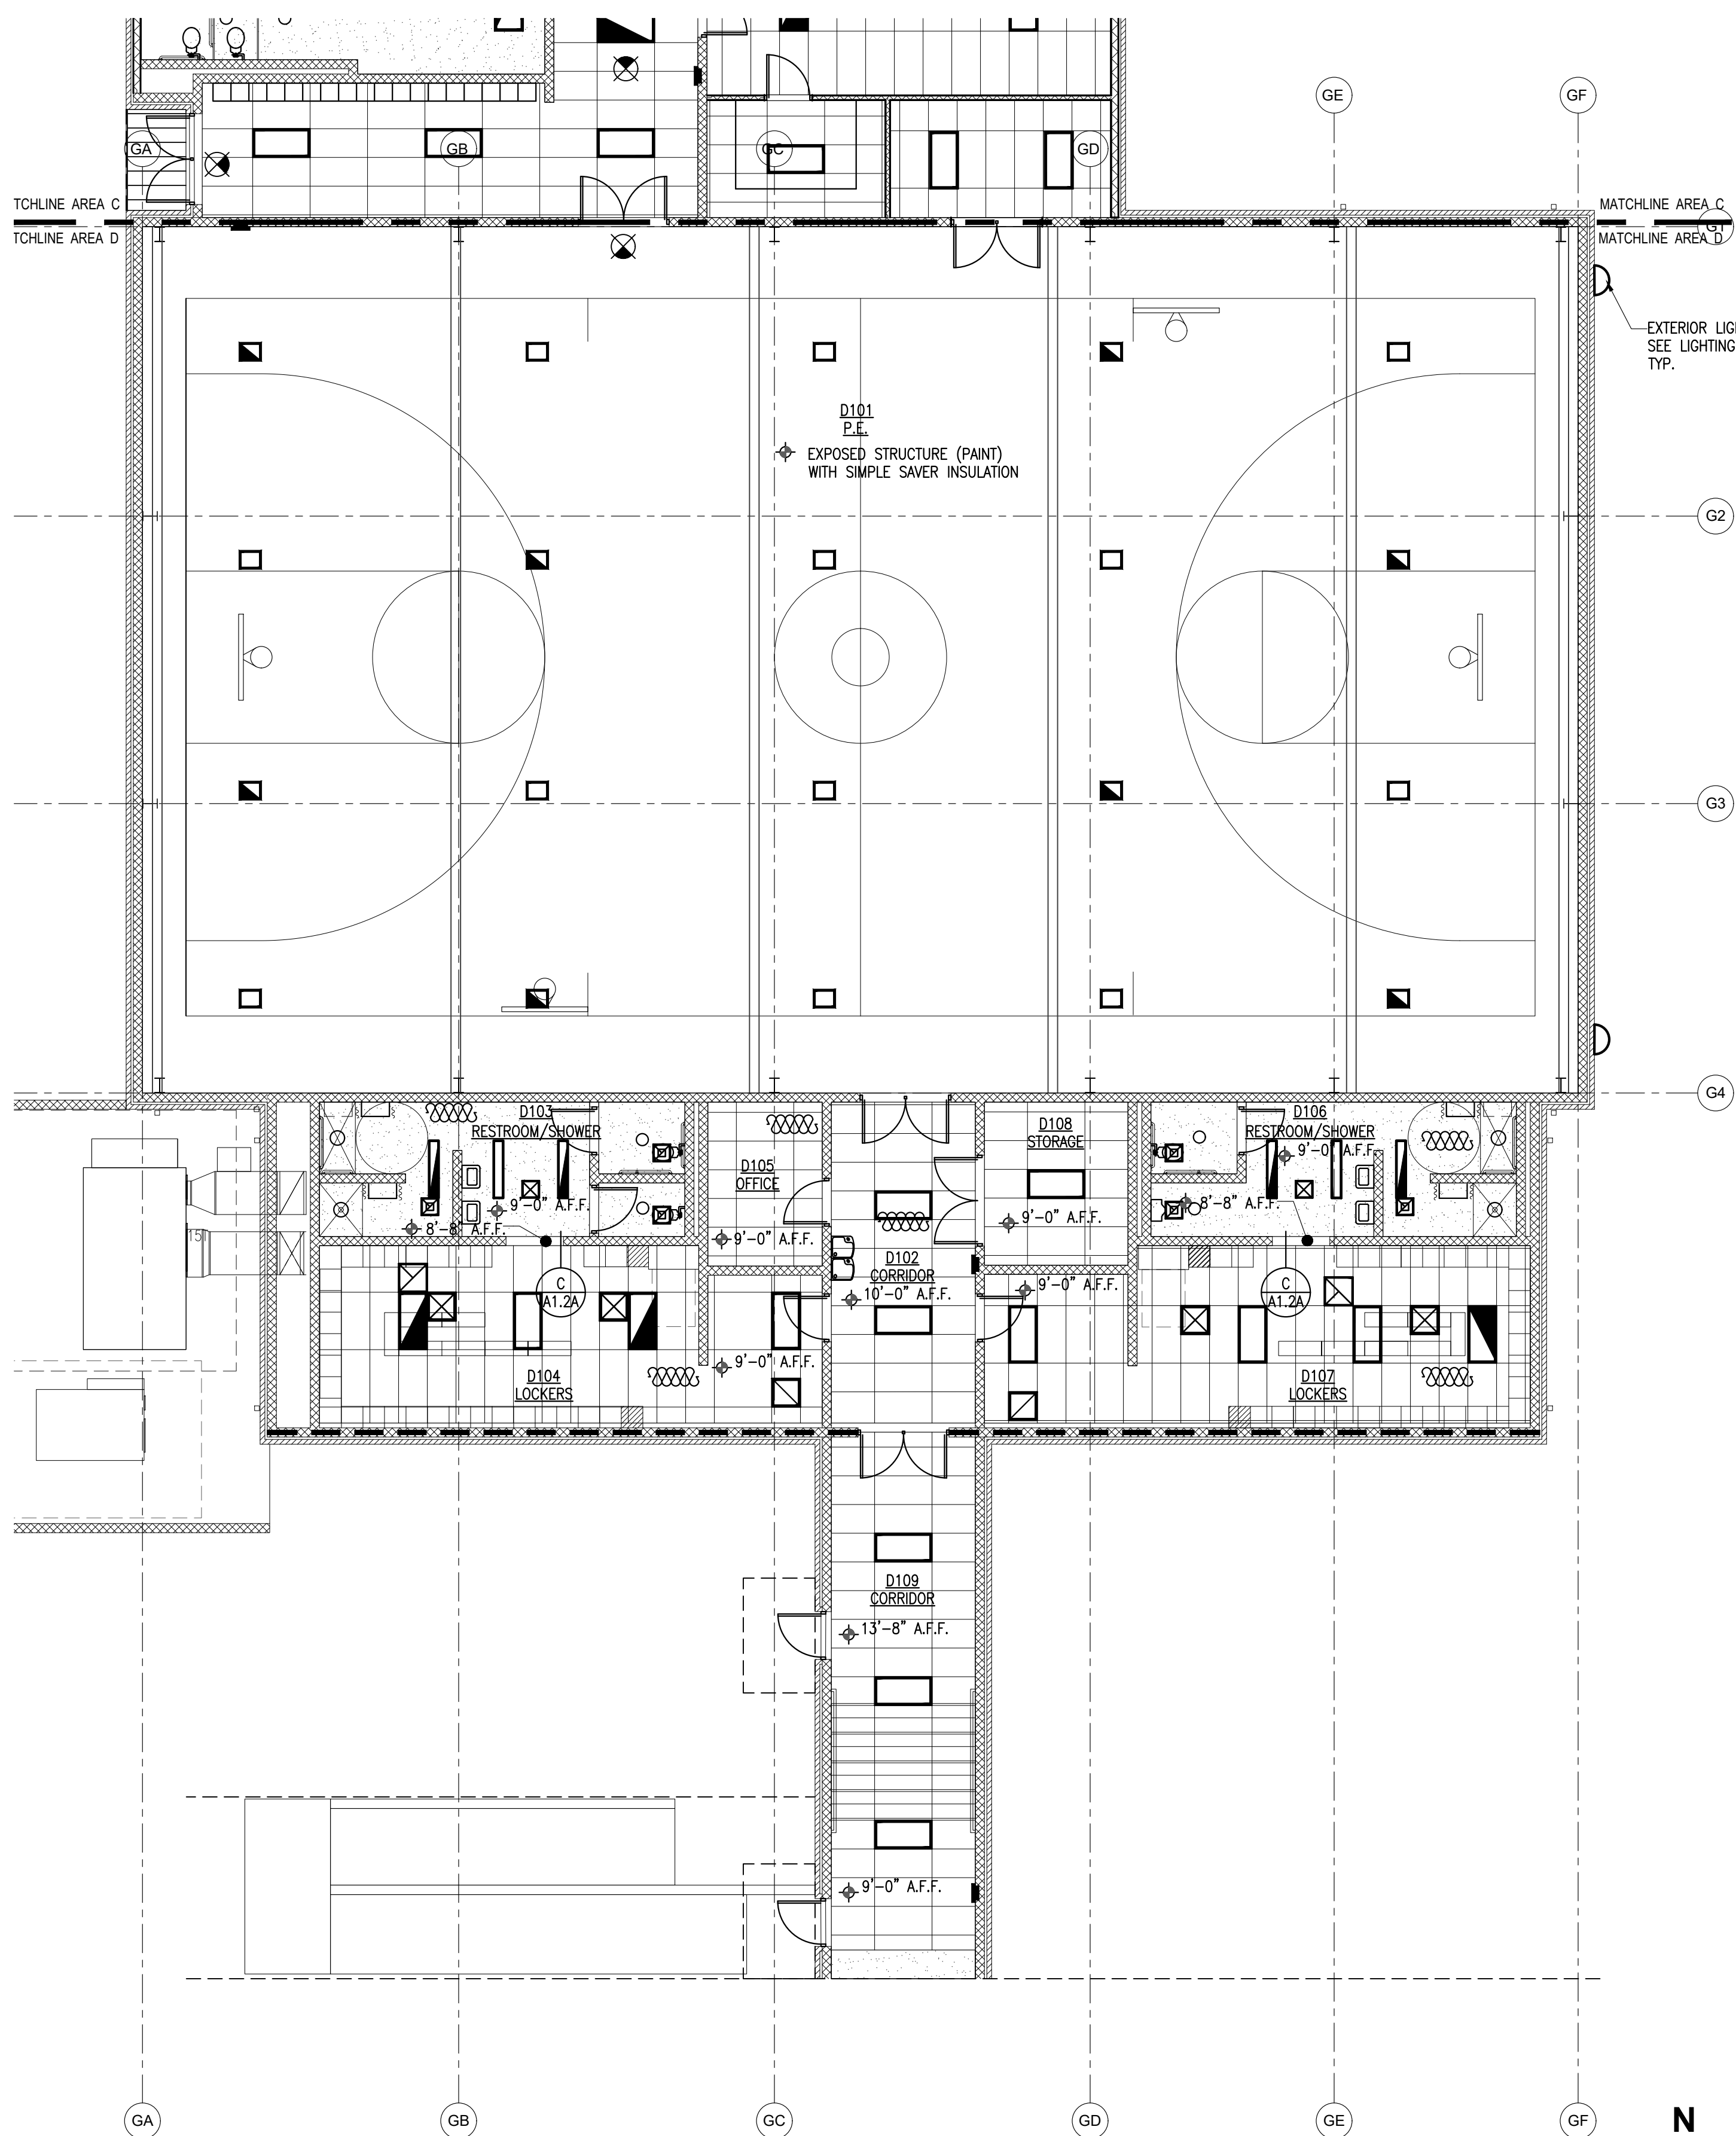 GE
GF
GA
GB
GC
GD
TCHLINE AREA C
TCHLINE AREA D
MATCHLINE AREA C
G1
MATCHLINE AREA D
EXTERIOR LIG
SEE LIGHTING
TYP.
D101
P.E.
EXPOSED STRUCTURE (PAINT)
WITH SIMPLE SAVER INSULATION
G2
G3
G4
D103
RESTROOM/SHOWER
9'-0" A.F.F.
8'-8" A.F.F.
D105
OFFICE
9'-0" A.F.F.
D108
STORAGE
9'-0" A.F.F.
D106
RESTROOM/SHOWER
9'-0" A.F.F.
8'-8" A.F.F.
15T
D102
CORRIDOR
10'-0" A.F.F.
9'-0" A.F.F.
C
A1.2A
C
A1.2A
9'-0" A.F.F.
D104
LOCKERS
D107
LOCKERS
D109
CORRIDOR
13'-8" A.F.F.
9'-0" A.F.F.
GA
GB
GC
GD
GE
GF
N